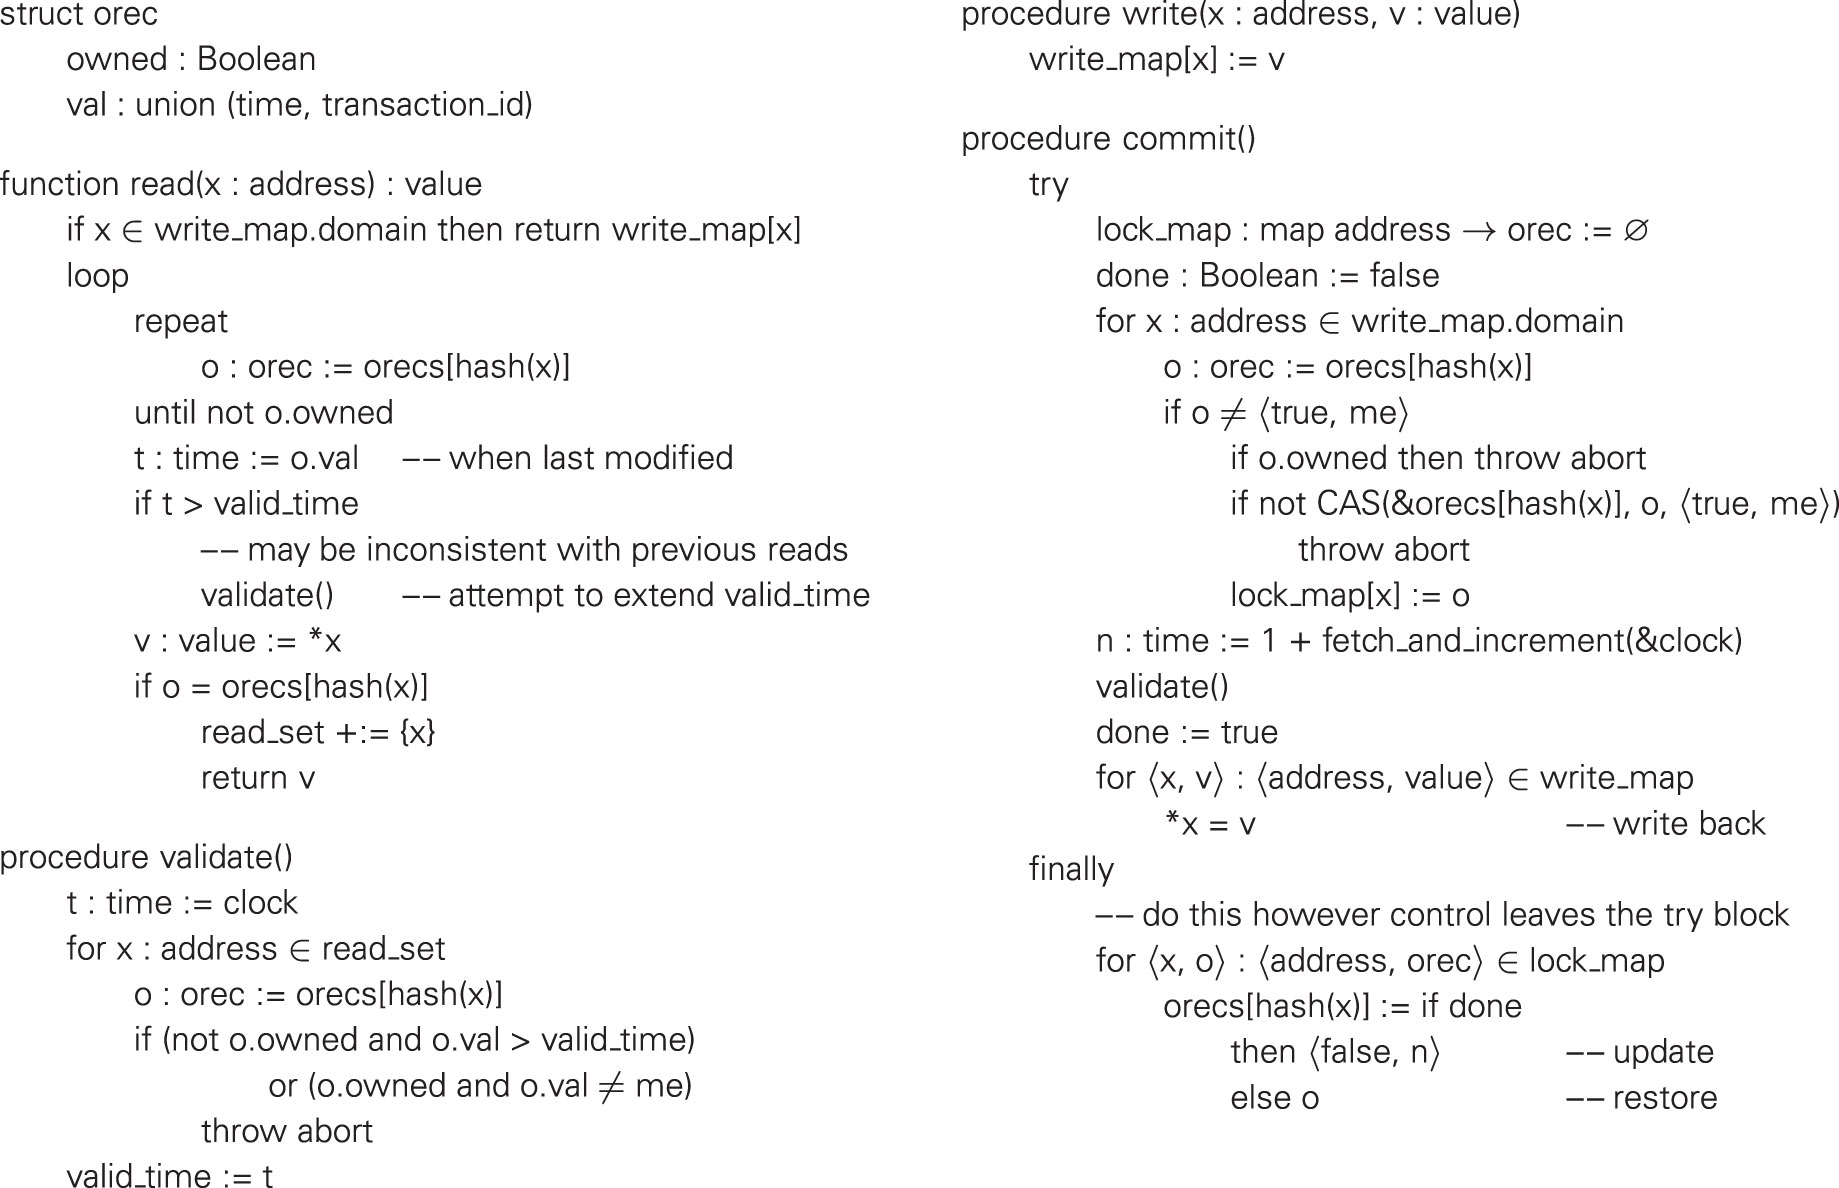 struct orec
owned : Boolean
val : union (time, transaction_id)
function read(x : address) : value
if x ∈ write_map.domain then return write_map[x]
loop
repeat
o : orec := orecs[hash(x)]
until not o.owned
t : time := o.val −− when last modified
if t > valid_time
−− may be inconsistent with previous reads
validate() −− attempt to extend valid_time
v : value := *x
if o = orecs[hash(x)]
read_set +:= {x}
return v
procedure validate()
t : time := clock
for x : address ∈ read_set
o : orec := orecs[hash(x)]
if (not o.owned and o.val > valid_time)
or (o.owned and o.val ≠ me)
throw abort
valid_time := t
procedure write(x : address, v : value)
write_map[x] := v
procedure commit()
try
lock_map : map address → orec := ∅
done : Boolean := false
for x : address ∈ write_map.domain
o : orec := orecs[hash(x)]
if o ≠ ⟨true, me⟩
if o.owned then throw abort
if not CAS(&orecs[hash(x)], o, ⟨true, me⟩)
throw abort
lock_map[x] := o
n : time := 1 + fetch_and_increment(&clock)
validate()
done := true
for ⟨x, v⟩ : ⟨address, value⟩ ∈ write_map
*x = v −− write back
finally
−− do this however control leaves the try block
for ⟨x, o⟩ : ⟨address, orec⟩ ∈ lock_map
orecs[hash(x)] := if done
then ⟨false, n⟩ −− update
else o −− restore